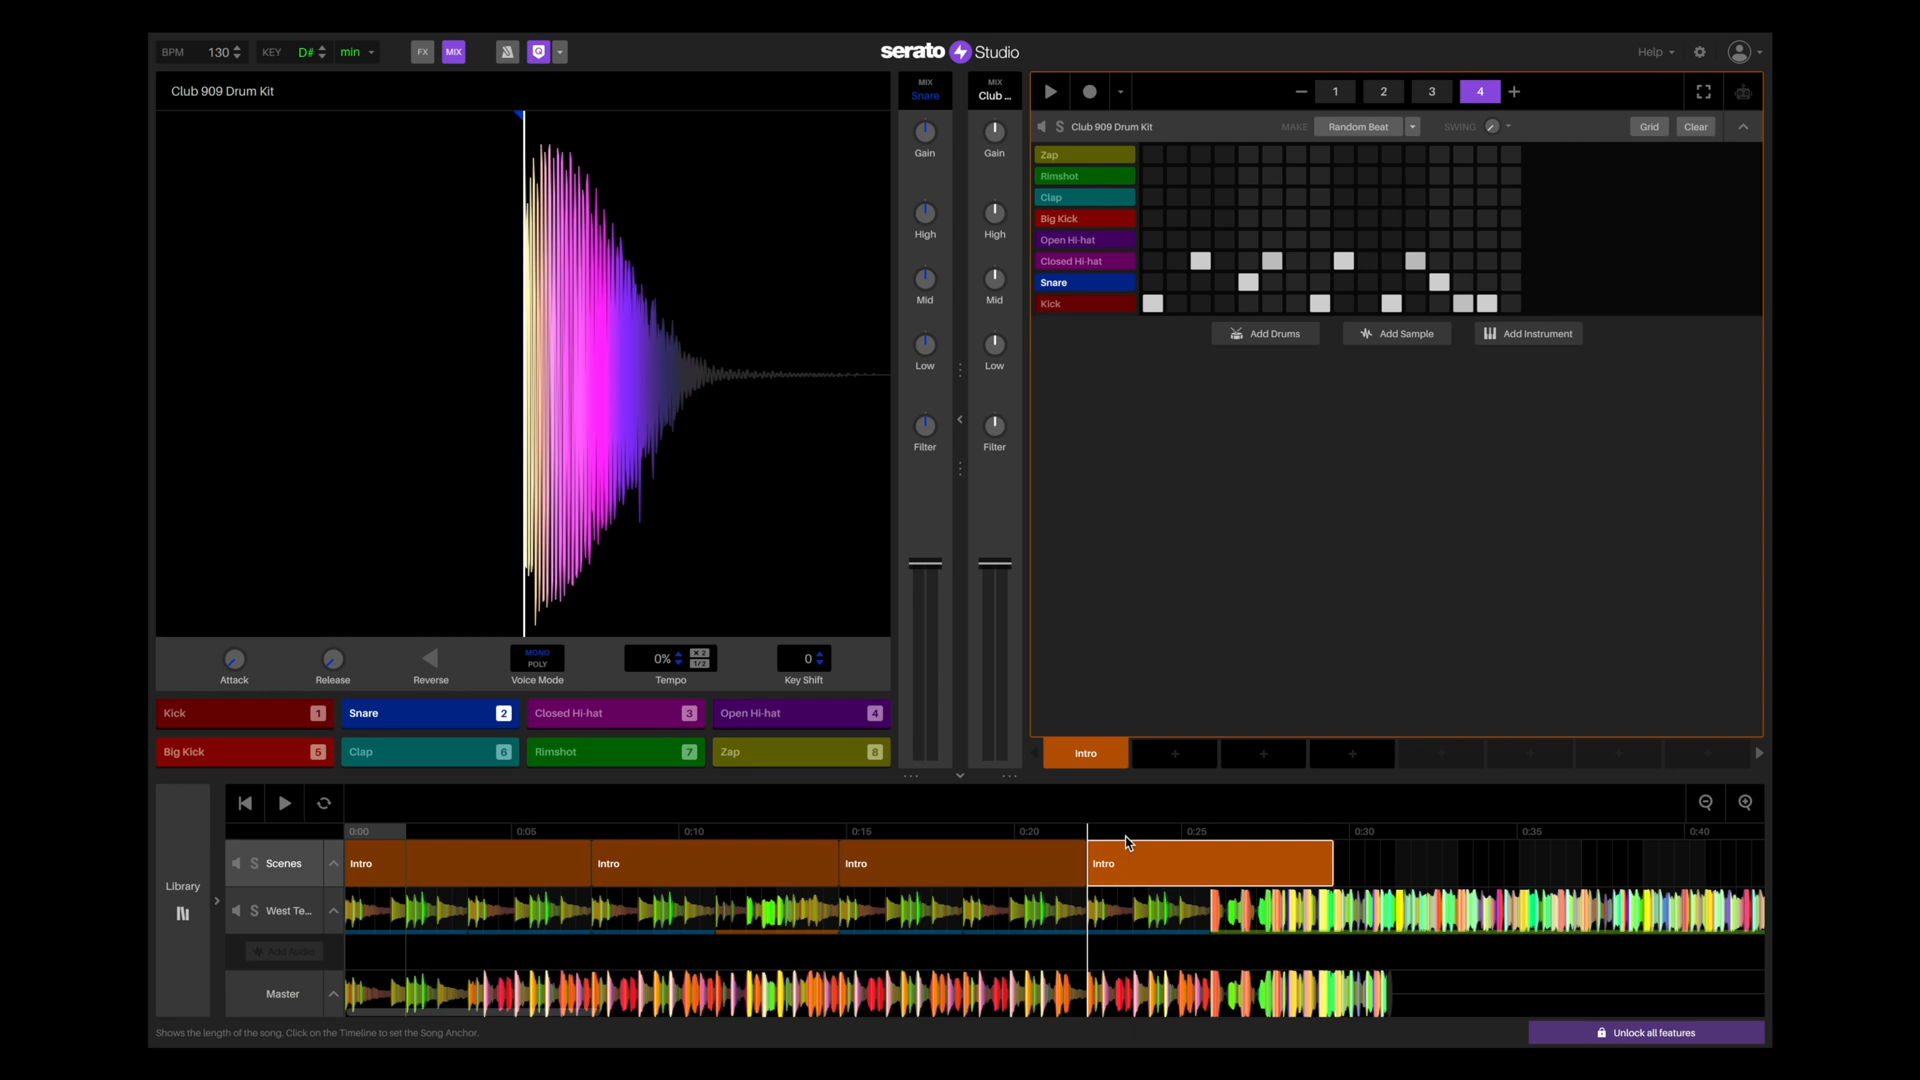 BPM 130 KEY D# min FX MIX serato Studio Help
Club 909 Drum Kit
MIX
Snare
MIX
Club ...
1 2 3 4
S Club 909 Drum Kit MAKE Random Beat SWING Grid Clear
Gain Gain
High High
Mid Mid
Low Low
Filter Filter
Zap
Rimshot
Clap
Big Kick
Open Hi-hat
Closed Hi-hat
Snare
Kick
Add Drums Add Sample Add Instrument
Attack
Release
Reverse
MONO
POLY
Voice Mode
0% X 2
1/2
Tempo
0
Key Shift
Kick 1 Snare 2 Closed Hi-hat 3 Open Hi-hat 4
Big Kick 5 Clap 6 Rimshot 7 Zap 8
Intro
0:00 0:05 0:10 0:15 0:20 0:25 0:30 0:35 0:40
Library
S Scenes Intro Intro Intro Intro
S West Te...
Add Audio
Master
Shows the length of the song. Click on the Timeline to set the Song Anchor.
Unlock all features